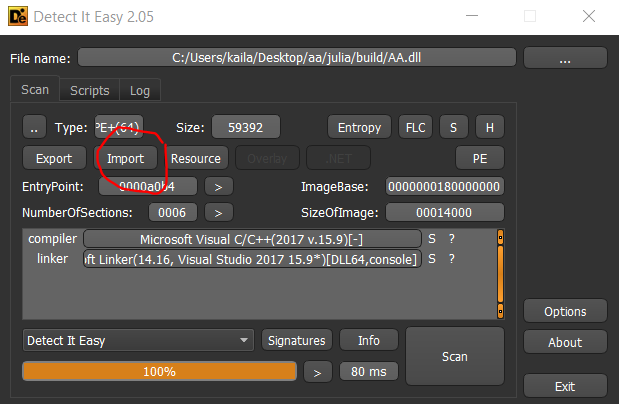 Detect It Easy 2.05
File name: C:/Users/kaila/Desktop/aa/julia/build/AA.dll ...
Scan Scripts Log
.. Type: PE+(64) Size: 59392 Entropy FLC S H
Export Import Resource Overlay .NET PE
EntryPoint: 0000a0b4 > ImageBase: 0000000180000000
NumberOfSections: 0006 > SizeOfImage: 00014000
compiler Microsoft Visual C/C++(2017 v.15.9)[-] S ?
linker ft Linker(14.16, Visual Studio 2017 15.9*)[DLL64,console] S ?
Options
Detect It Easy Signatures Info Scan About
100% > 80 ms
Exit